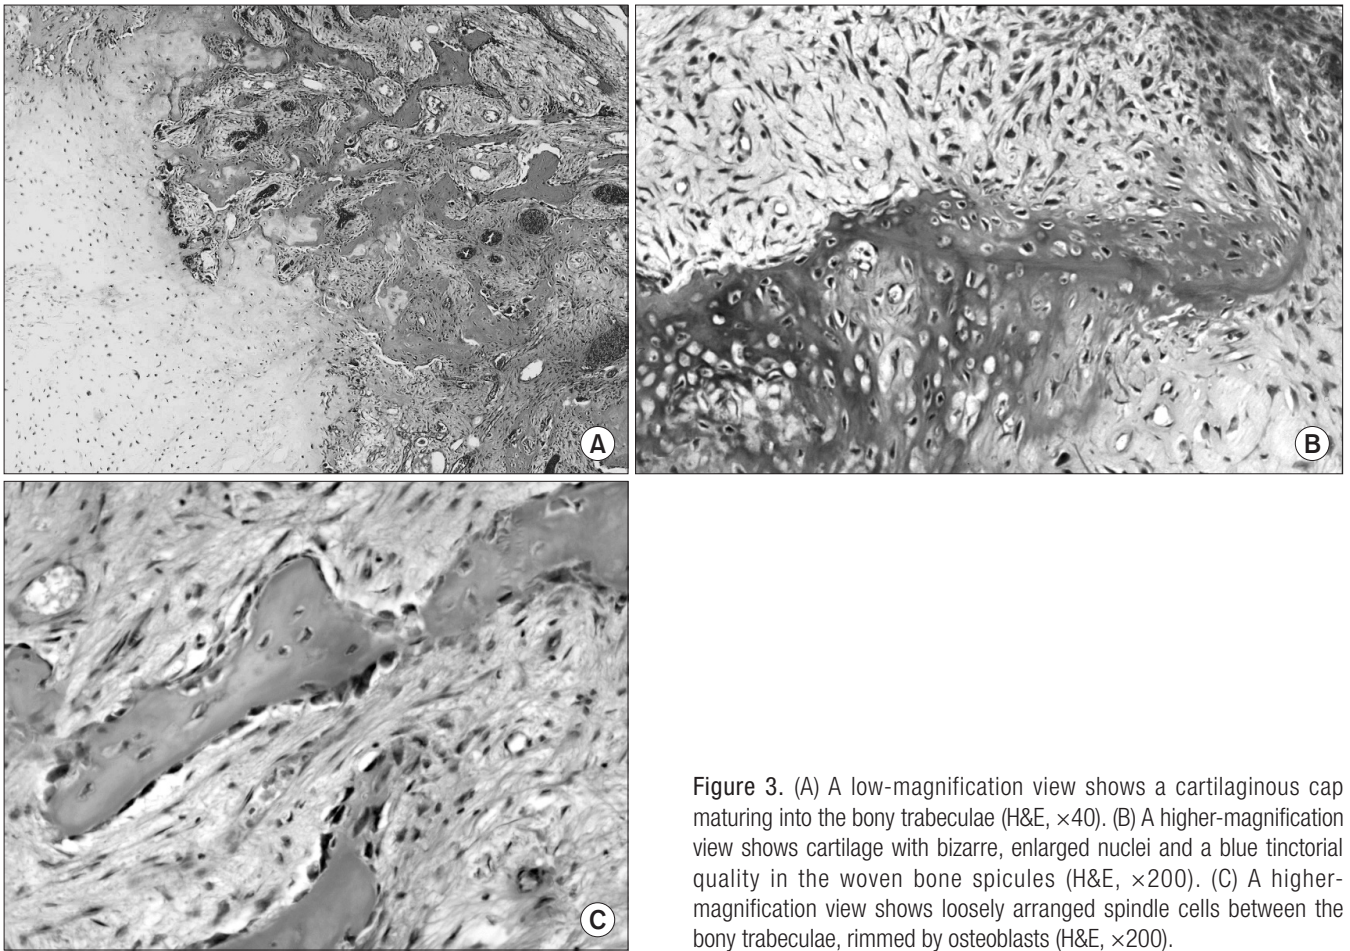 A
B
C
Figure 3. (A) A low-magnification view shows a cartilaginous cap
maturing into the bony trabeculae (H&E, ×40). (B) A higher-magnification
view shows cartilage with bizarre, enlarged nuclei and a blue tinctorial
quality in the woven bone spicules (H&E, ×200). (C) A higher-
magnification view shows loosely arranged spindle cells between the
bony trabeculae, rimmed by osteoblasts (H&E, ×200).